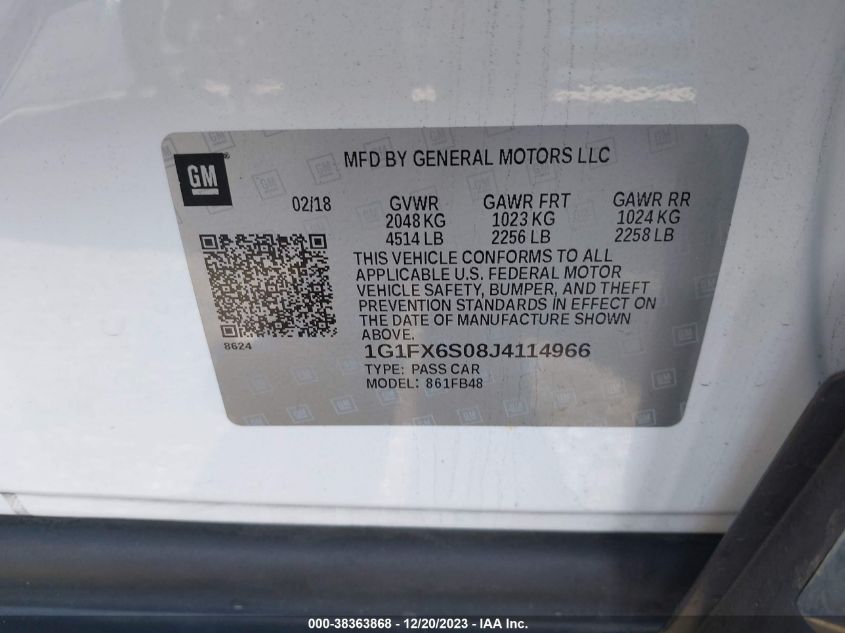 GM ®
MFD BY GENERAL MOTORS LLC
02/18 GVWR GAWR FRT GAWR RR
2048 KG 1023 KG 1024 KG
4514 LB 2256 LB 2258 LB
THIS VEHICLE CONFORMS TO ALL
APPLICABLE U.S. FEDERAL MOTOR
VEHICLE SAFETY, BUMPER, AND THEFT
PREVENTION STANDARDS IN EFFECT ON
THE DATE OF MANUFACTURE SHOWN
ABOVE.
8624
1G1FX6S08J4114966
TYPE: PASS CAR
MODEL: 861FB48
000-38363868 - 12/20/2023 - IAA Inc.